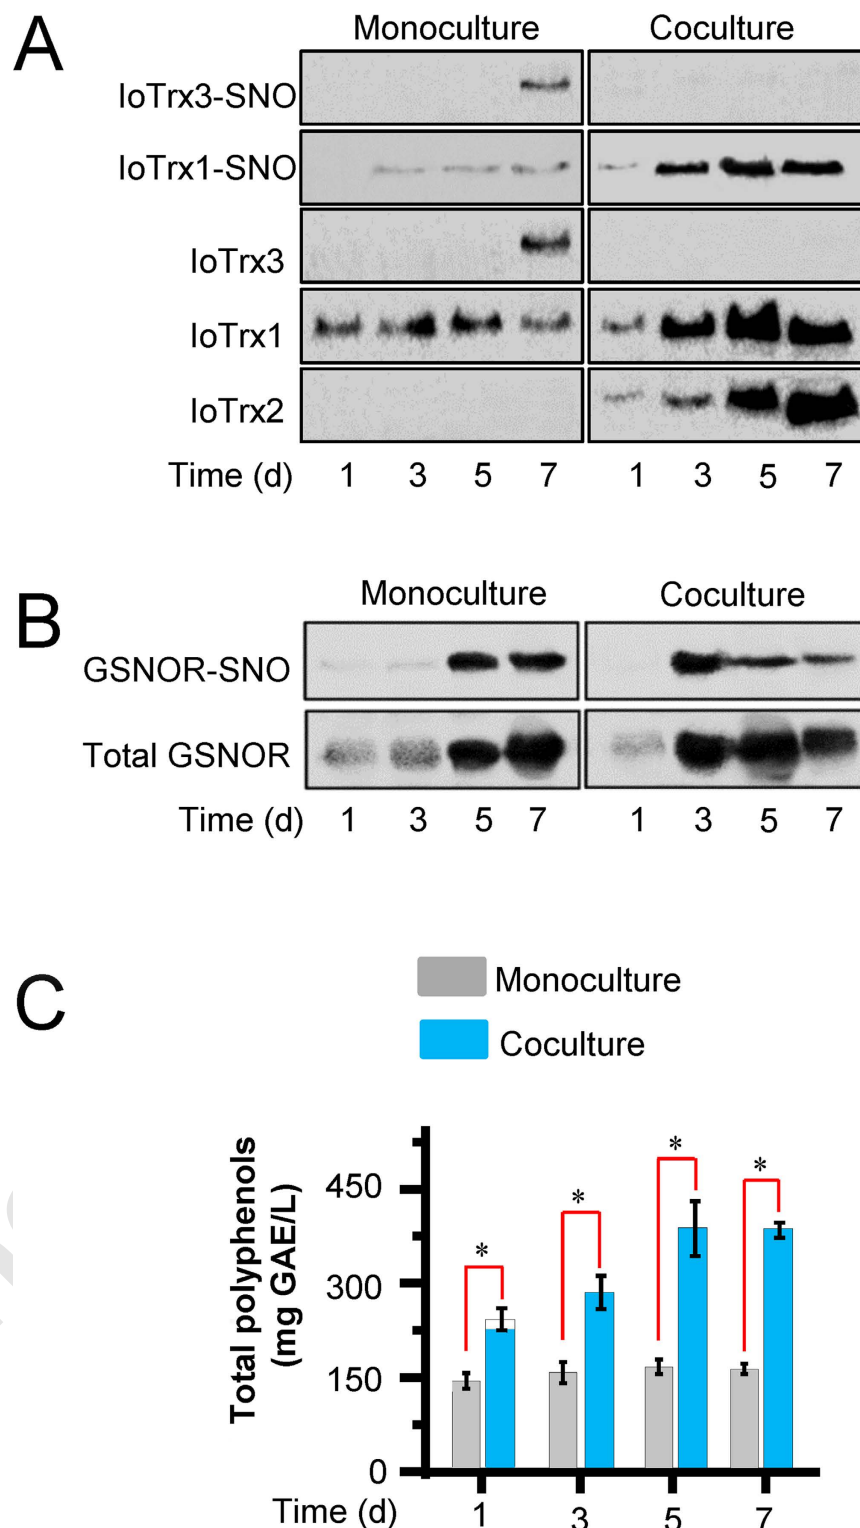 A
Monoculture Coculture
IoTrx3-SNO
IoTrx1-SNO
IoTrx3
IoTrx1
IoTrx2
Time (d) 1 3 5 7 1 3 5 7
B
Monoculture Coculture
GSNOR-SNO
Total GSNOR
Time (d) 1 3 5 7 1 3 5 7
C
Monoculture
Coculture
Total polyphenols
(mg GAE/L)
450
300
150
0
* * * *
Time (d) 1 3 5 7